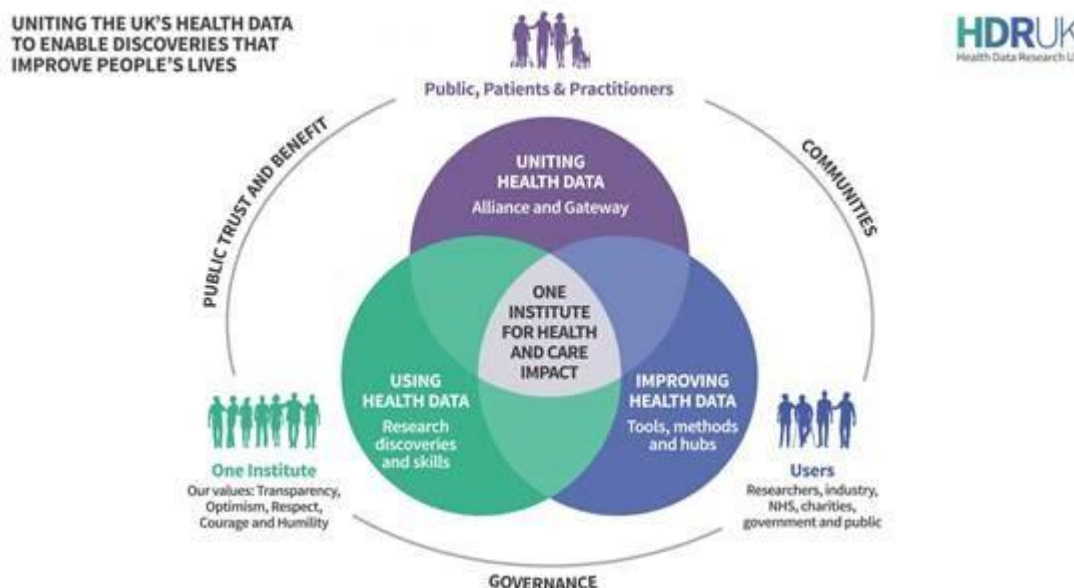 UNITING THE UK'S HEALTH DATA
TO ENABLE DISCOVERIES THAT
IMPROVE PEOPLE'S LIVES
HDRUK
Health Data Research U
Public, Patients & Practitioners
PUBLIC TRUST AND BENEFIT
COMMUNITIES
UNITING
HEALTH DATA
Alliance and Gateway
ONE
INSTITUTE
FOR HEALTH
AND CARE
IMPACT
USING
HEALTH DATA
Research
discoveries
and skills
IMPROVING
HEALTH DATA
Tools, methods
and hubs
One Institute
Our values: Transparency,
Optimism, Respect,
Courage and Humility
Users
Researchers, industry,
NHS, charities,
government and public
GOVERNANCE